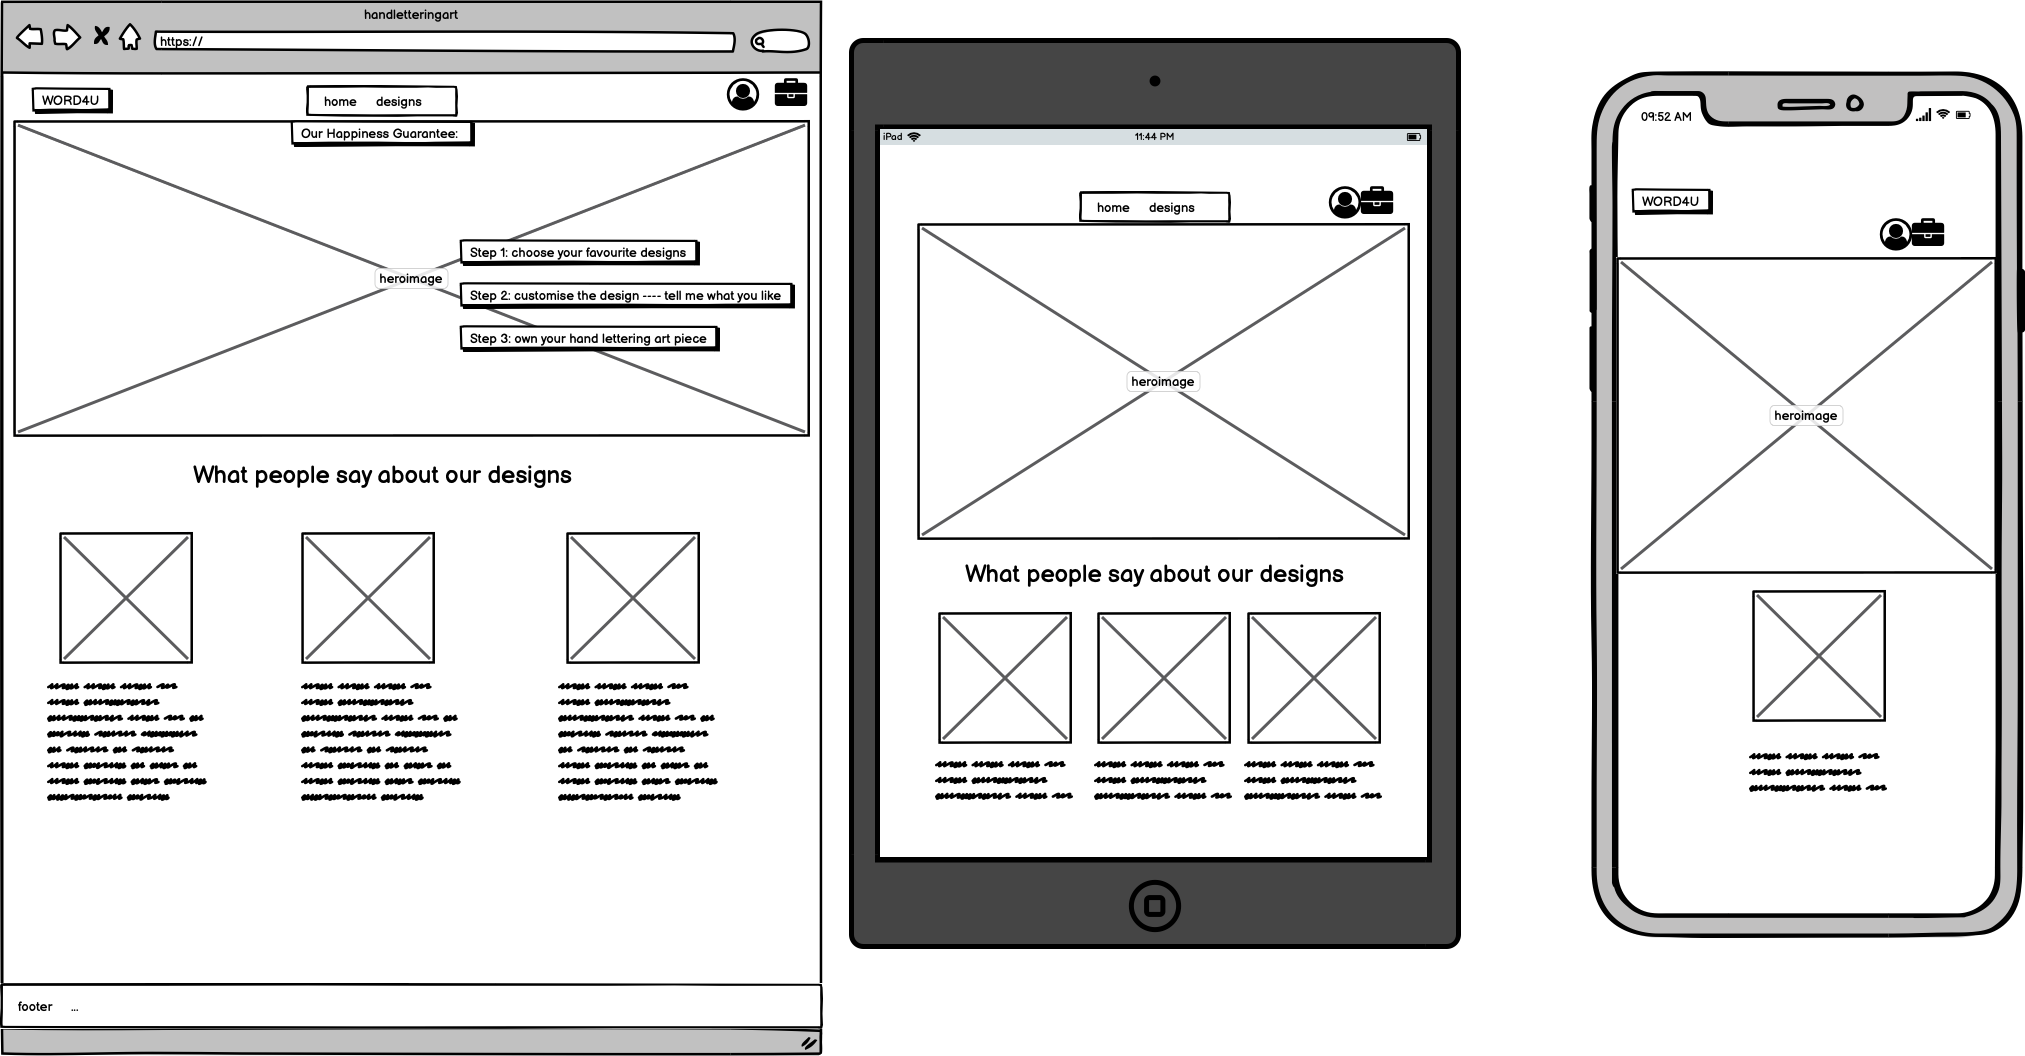 handletteringart
https://
WORD4U
home designs
Our Happiness Guarantee:
Step 1: choose your favourite designs
heroimage
Step 2: customise the design ---- tell me what you like
Step 3: own your hand lettering art piece
What people say about our designs
footer ...
iPad 11:44 PM
home designs
heroimage
What people say about our designs
09:52 AM
WORD4U
heroimage